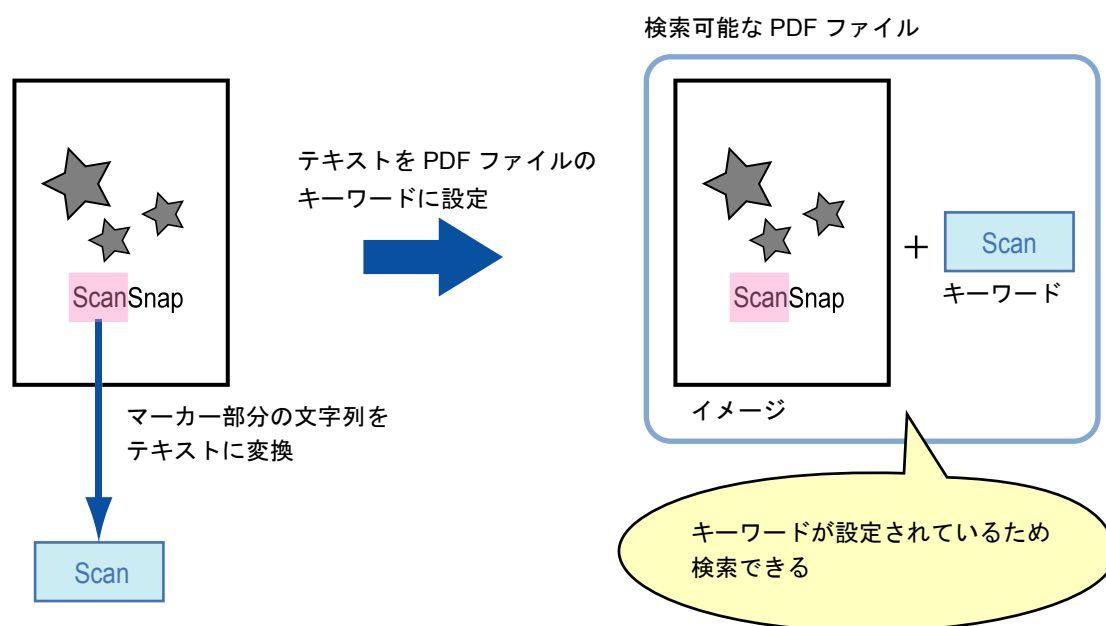 検索可能な PDF ファイル
テキストを PDF ファイルの
キーワードに設定
ScanSnap
マーカー部分の文字列を
テキストに変換
Scan
ScanSnap
イメージ
+
Scan
キーワード
キーワードが設定されているため
検索できる